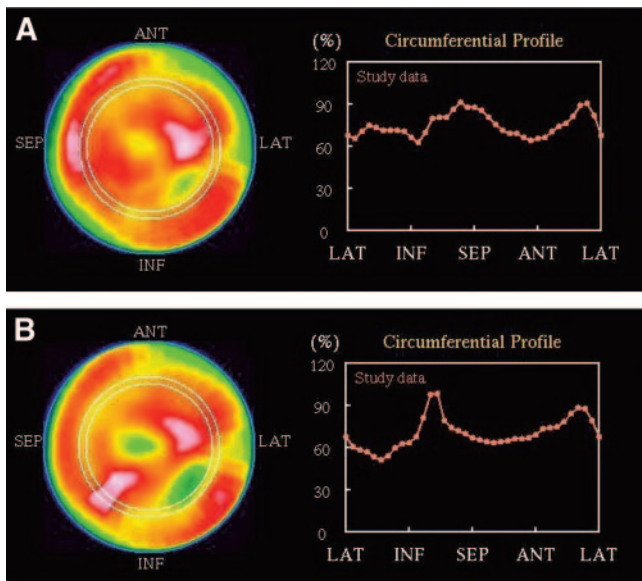 A
ANT
SEP
LAT
INF
(%)
Circumferential Profile
120
Study data
90
60
30
0
LAT INF SEP ANT LAT
B
ANT
SEP
LAT
INF
(%)
Circumferential Profile
120
Study data
90
60
30
0
LAT INF SEP ANT LAT